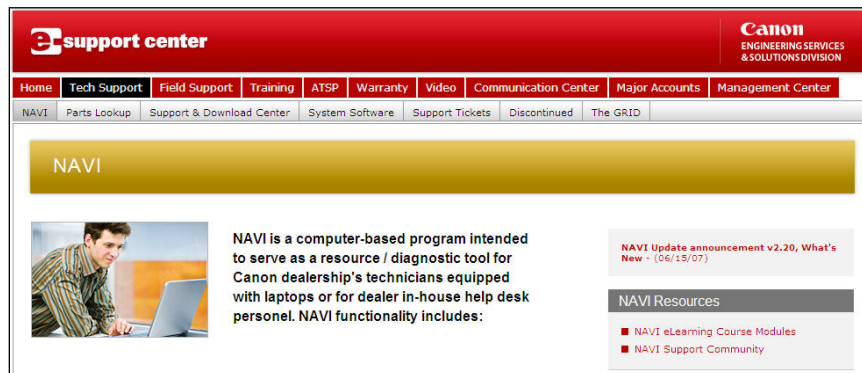 e support center
Canon
ENGINEERING SERVICES
& SOLUTIONS DIVISION
Home Tech Support Field Support Training ATSP Warranty Video Communication Center Major Accounts Management Center
NAVI Parts Lookup Support & Download Center System Software Support Tickets Discontinued The GRID
NAVI
NAVI is a computer-based program intended
to serve as a resource / diagnostic tool for
Canon dealership's technicians equipped
with laptops or for dealer in-house help desk
personel. NAVI functionality includes:
NAVI Update announcement v2.20, What's
New - (06/15/07)
NAVI Resources
NAVI eLearning Course Modules
NAVI Support Community